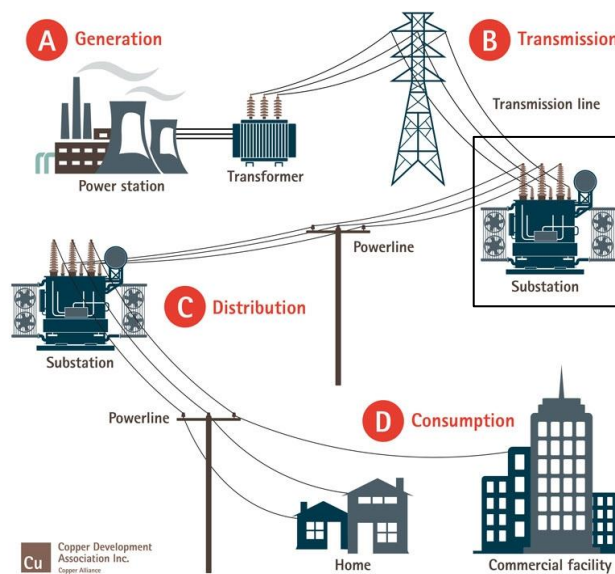 A Generation
B Transmission
Transmission line
Power station
Transformer
Powerline
Substation
C Distribution
Substation
Powerline
D Consumption
Cu
Copper Development
Association Inc.
Copper Alliance
Home
Commercial facility